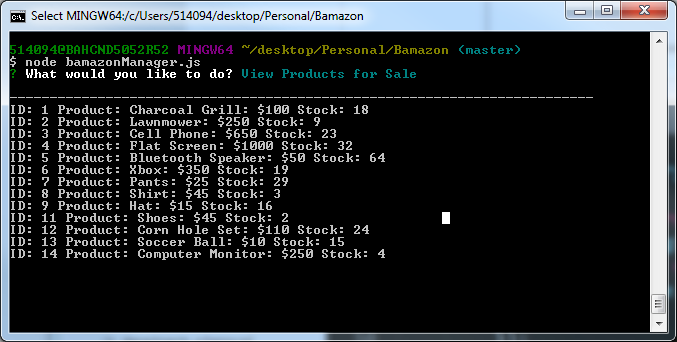 Select MINGW64:/c/Users/514094/desktop/Personal/Bamazon
514094@BAHCND5052R52 MINGW64 ~/desktop/Personal/Bamazon (master)
$ node bamazonManager.js
? What would you like to do? View Products for Sale
ID: 1 Product: Charcoal Grill: $100 Stock: 18
ID: 2 Product: Lawnmower: $250 Stock: 9
ID: 3 Product: Cell Phone: $650 Stock: 23
ID: 4 Product: Flat Screen: $1000 Stock: 32
ID: 5 Product: Bluetooth Speaker: $50 Stock: 64
ID: 6 Product: Xbox: $350 Stock: 19
ID: 7 Product: Pants: $25 Stock: 29
ID: 8 Product: Shirt: $45 Stock: 3
ID: 9 Product: Hat: $15 Stock: 16
ID: 11 Product: Shoes: $45 Stock: 2
ID: 12 Product: Corn Hole Set: $110 Stock: 24
ID: 13 Product: Soccer Ball: $10 Stock: 15
ID: 14 Product: Computer Monitor: $250 Stock: 4